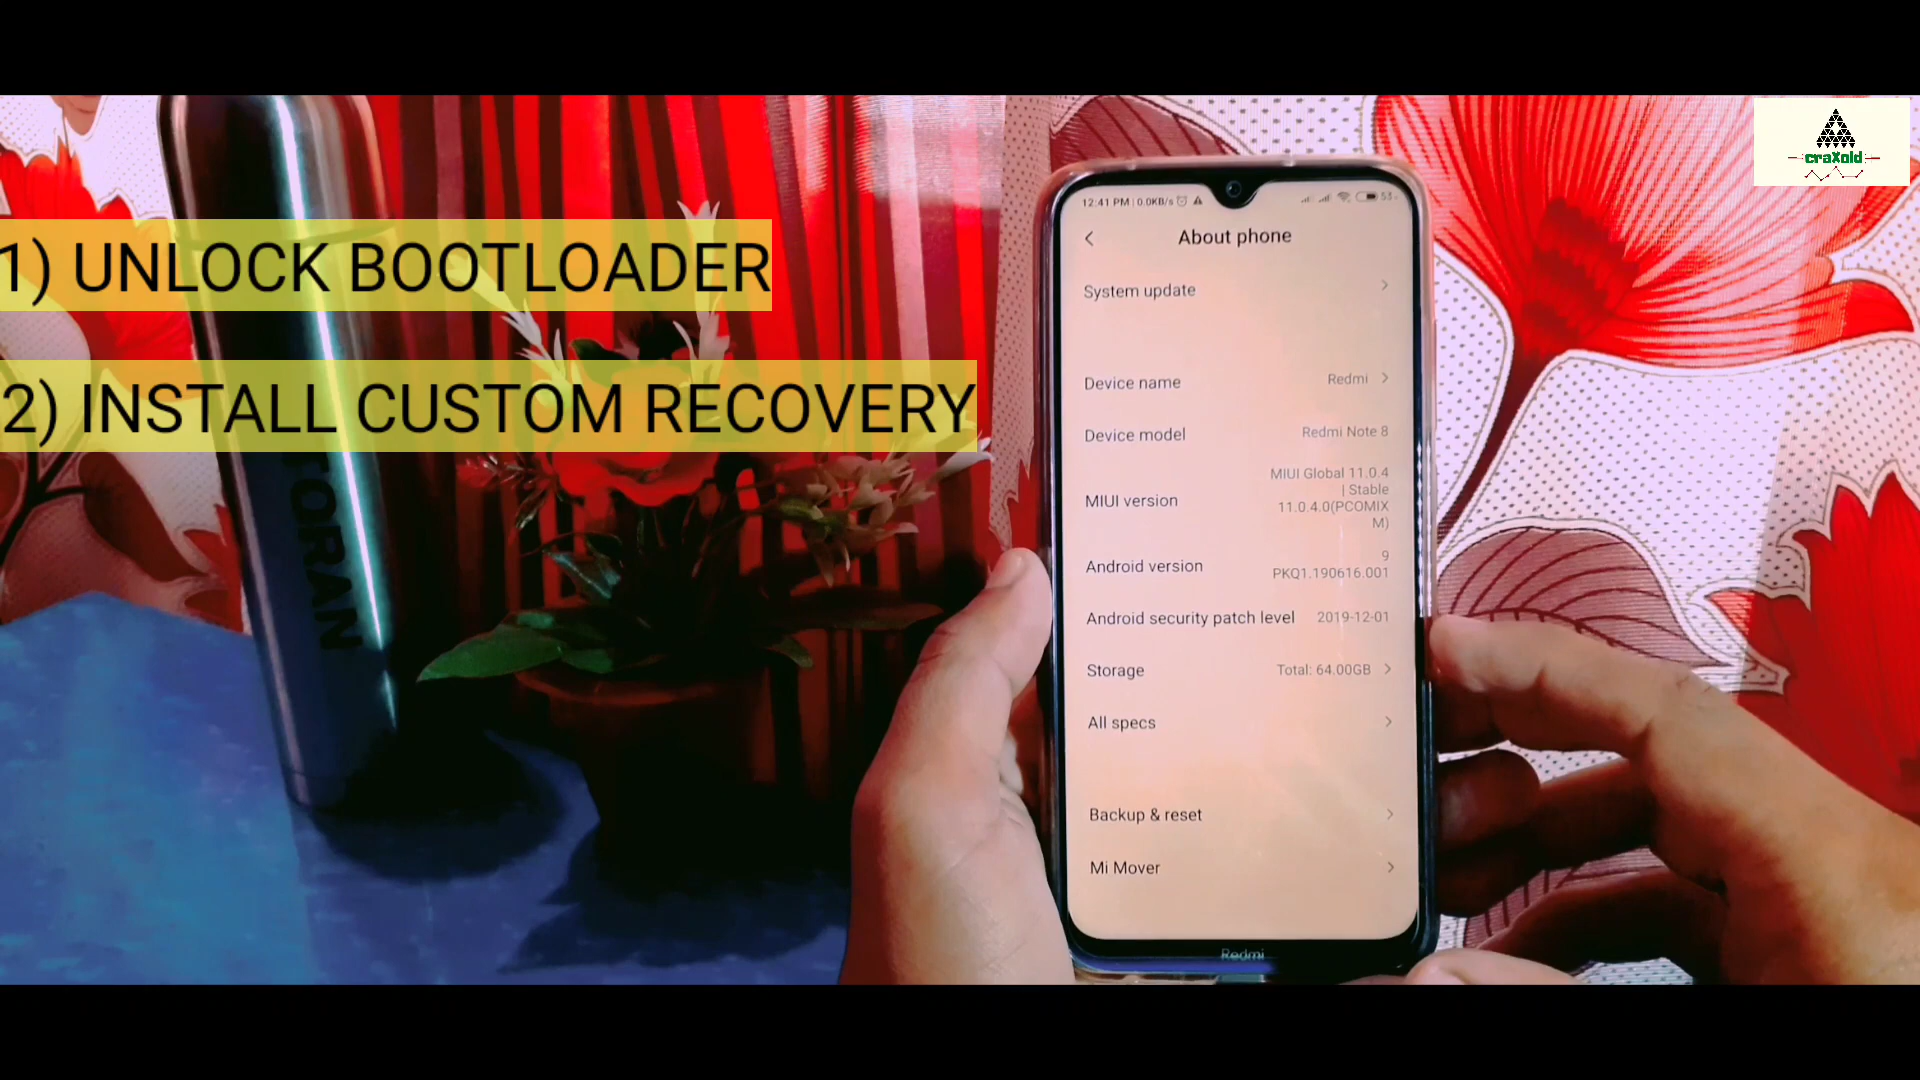 1) UNLOCK BOOTLOADER
2) INSTALL CUSTOM RECOVERY
TORAN
craXoid
12:41 PM | 0.0KB/s
53
About phone
System update
Device name Redmi
Device model Redmi Note 8
MIUI version MIUI Global 11.0.4
| Stable
11.0.4.0(PCOMIX
M)
Android version 9
PKQ1.190616.001
Android security patch level 2019-12-01
Storage Total: 64.00GB
All specs
Backup & reset
Mi Mover
Redmi